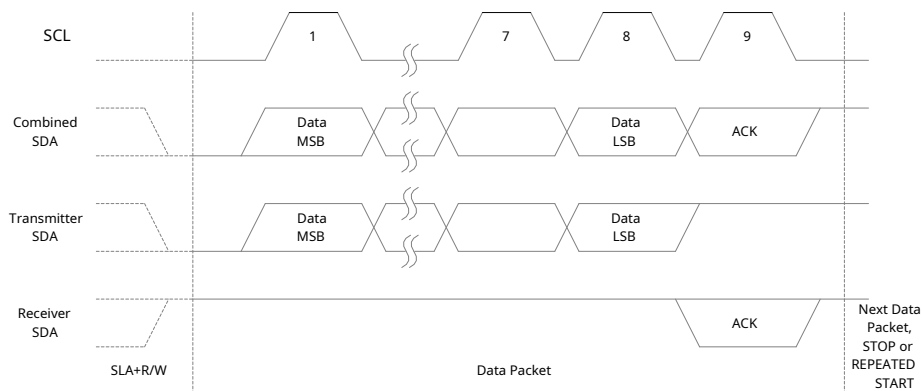 SCL
1
7
8
9
Combined
SDA
Data
MSB
Data
LSB
ACK
Transmitter
SDA
Data
MSB
Data
LSB
Receiver
SDA
ACK
SLA+R/W
Data Packet
Next Data
Packet,
STOP or
REPEATED
START